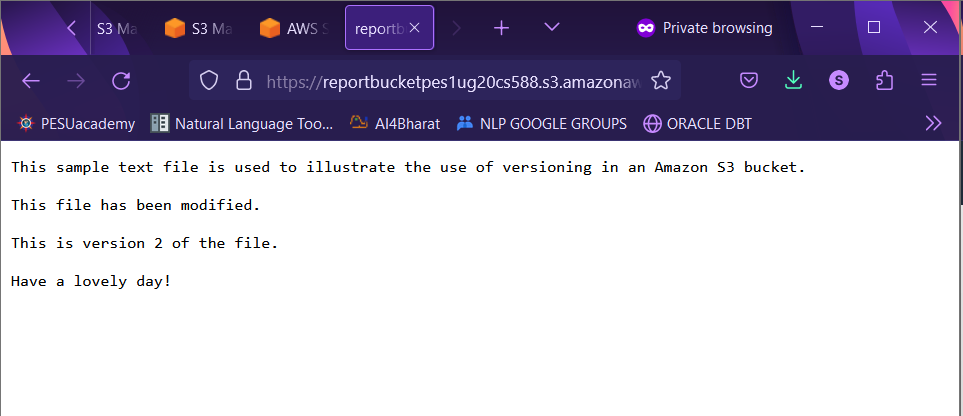 S3 Ma
S3 Ma
AWS S
reportb
Private browsing
https://reportbucketpes1ug20cs588.s3.amazonaw
S
PESUacademy
Natural Language Too...
AI4Bharat
NLP GOOGLE GROUPS
ORACLE DBT
This sample text file is used to illustrate the use of versioning in an Amazon S3 bucket.
This file has been modified.
This is version 2 of the file.
Have a lovely day!